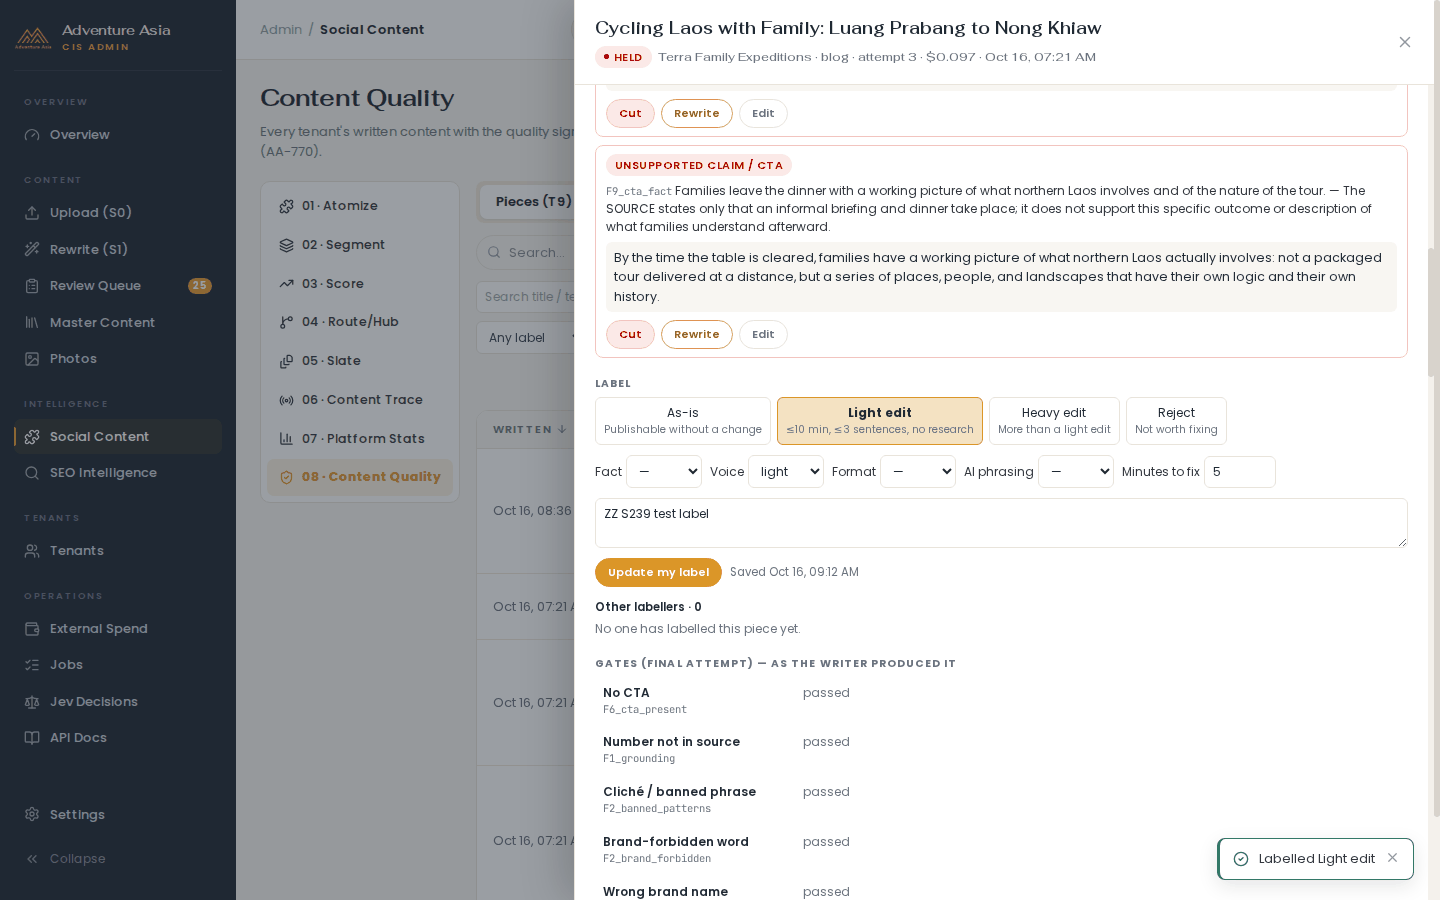 Adventure Asia
CIS ADMIN
OVERVIEW
Overview
CONTENT
Upload (S0)
Rewrite (S1)
Review Queue 25
Master Content
Photos
INTELLIGENCE
Social Content
SEO Intelligence
TENANTS
Tenants
OPERATIONS
External Spend
Jobs
Jev Decisions
API Docs
Settings
Collapse
Admin / Social Content
Content Quality
Every tenant's written content with the quality sig
(AA-770).
01 · Atomize
02 · Segment
03 · Score
04 · Route/Hub
05 · Slate
06 · Content Trace
07 · Platform Stats
08 · Content Quality
Pieces (T9)
Search...
Search title / te
Any label
WRITTEN ↓
Oct 16, 08:36
Oct 16, 07:21 A
Oct 16, 07:21 A
Oct 16, 07:21 A
Cycling Laos with Family: Luang Prabang to Nong Khiaw
HELD Terra Family Expeditions · blog · attempt 3 · $0.097 · Oct 16, 07:21 AM
Cut Rewrite Edit
UNSUPPORTED CLAIM / CTA
F9_cta_fact Families leave the dinner with a working picture of what northern Laos involves and of the nature of the tour. — The
SOURCE states only that an informal briefing and dinner take place; it does not support this specific outcome or description of
what families understand afterward.
By the time the table is cleared, families have a working picture of what northern Laos actually involves: not a packaged
tour delivered at a distance, but a series of places, people, and landscapes that have their own logic and their own
history.
Cut Rewrite Edit
LABEL
As-is
Publishable without a change
Light edit
≤10 min, ≤3 sentences, no research
Heavy edit
More than a light edit
Reject
Not worth fixing
Fact — Voice light Format — AI phrasing — Minutes to fix 5
ZZ S239 test label
Update my label Saved Oct 16, 09:12 AM
Other labellers · 0
No one has labelled this piece yet.
GATES (FINAL ATTEMPT) — AS THE WRITER PRODUCED IT
No CTA passed
F6_cta_present
Number not in source passed
F1_grounding
Cliché / banned phrase passed
F2_banned_patterns
Brand-forbidden word passed
F2_brand_forbidden
Wrong brand name passed
Labelled Light edit